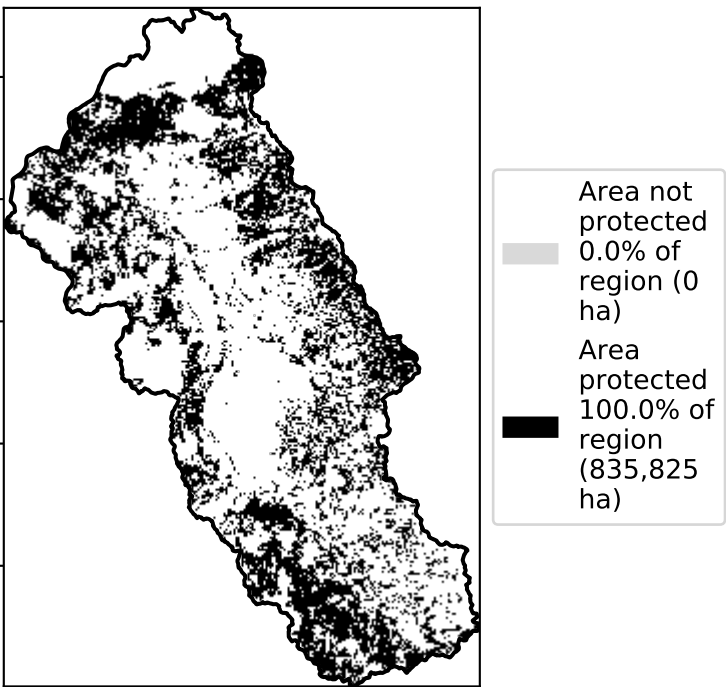 Area not
protected
0.0% of
region (0
ha)
Area
protected
100.0% of
region
(835,825
ha)